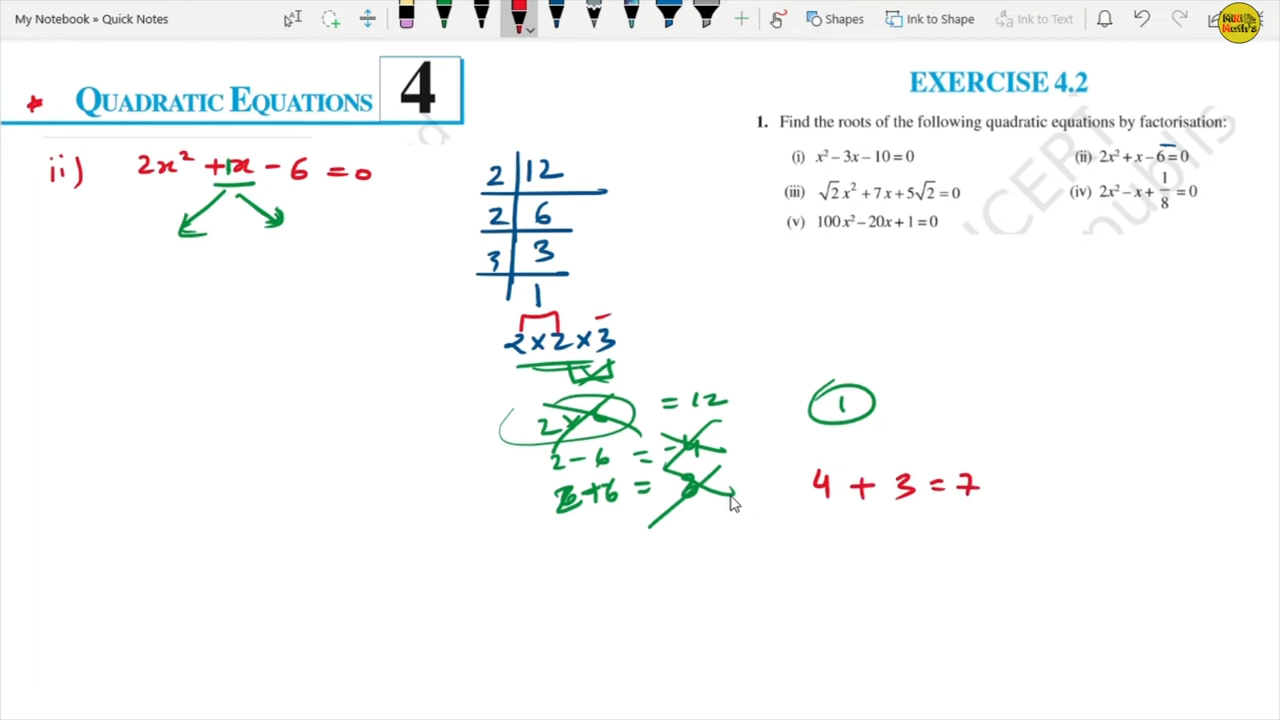 My Notebook » Quick Notes
Shapes
Ink to Shape
Ink to Text
QUADRATIC EQUATIONS 4
ii) 2x² +1x - 6 = 0
2 | 12
2 | 6
3 | 3
1
2 × 2 × 3
= 12
2 - 6 = -4
+ 6 = 8
EXERCISE 4.2
1. Find the roots of the following quadratic equations by factorisation:
(i) x² – 3x – 10 = 0
(ii) 2x² + x – 6 = 0
(iii) √2 x² + 7x + 5√2 = 0
(iv) 2x² – x + 1/8 = 0
(v) 100x² – 20x + 1 = 0
1
4 + 3 = 7